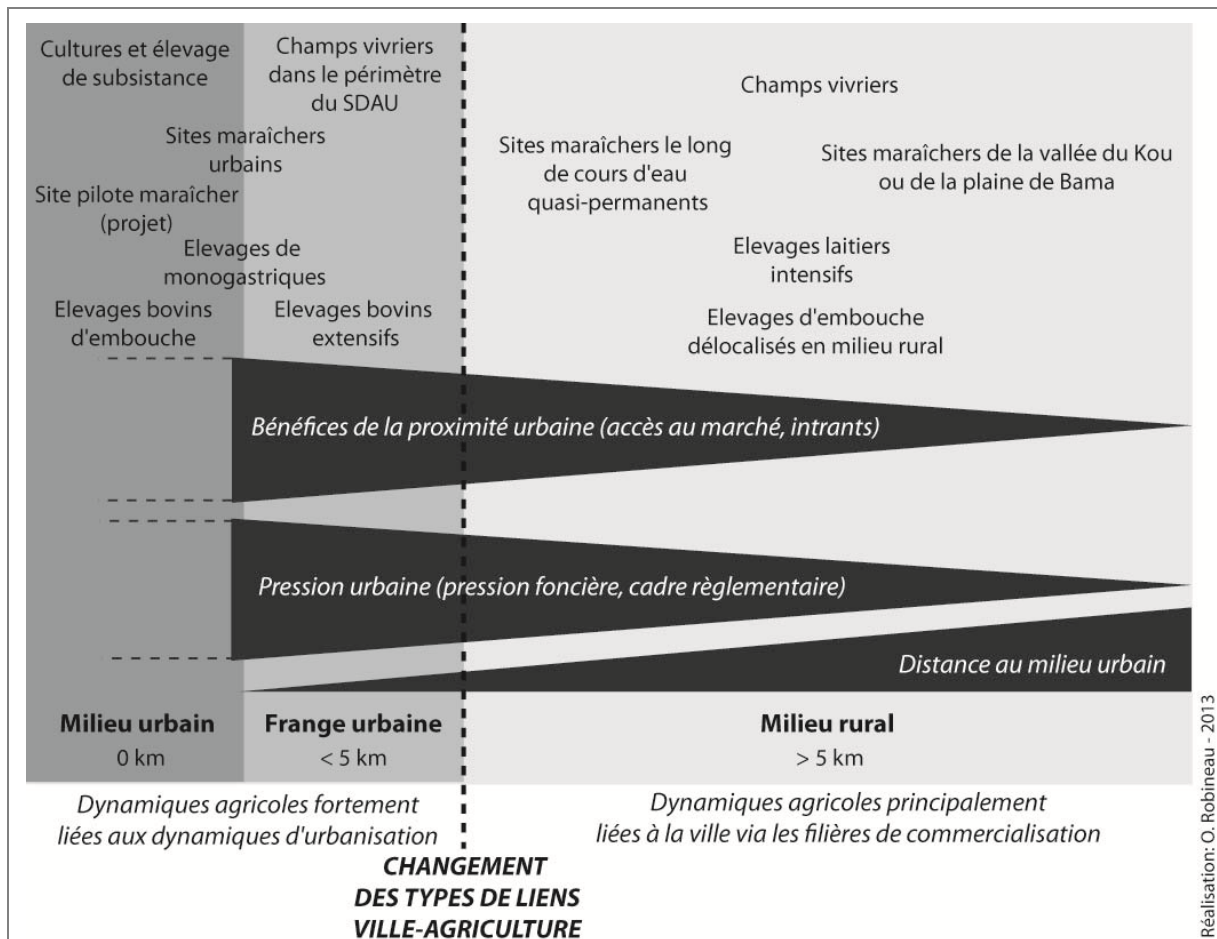 Cultures et élevage
de subsistance
Champs vivriers
dans le périmètre
du SDAU
Champs vivriers
Sites maraîchers
urbains
Sites maraîchers le long
de cours d'eau
quasi-permanents
Sites maraîchers de la vallée du Kou
ou de la plaine de Bama
Site pilote maraîcher
(projet)
Elevages de
monogastriques
Elevages laitiers
intensifs
Elevages bovins
d'embouche
Elevages bovins
extensifs
Elevages d'embouche
délocalisés en milieu rural
Bénéfices de la proximité urbaine (accès au marché, intrants)
Pression urbaine (pression foncière, cadre règlementaire)
Distance au milieu urbain
Milieu urbain
0 km
Frange urbaine
< 5 km
Milieu rural
> 5 km
Dynamiques agricoles fortement
liées aux dynamiques d'urbanisation
Dynamiques agricoles principalement
liées à la ville via les filières de commercialisation
CHANGEMENT
DES TYPES DE LIENS
VILLE-AGRICULTURE
Réalisation: O. Robineau - 2013